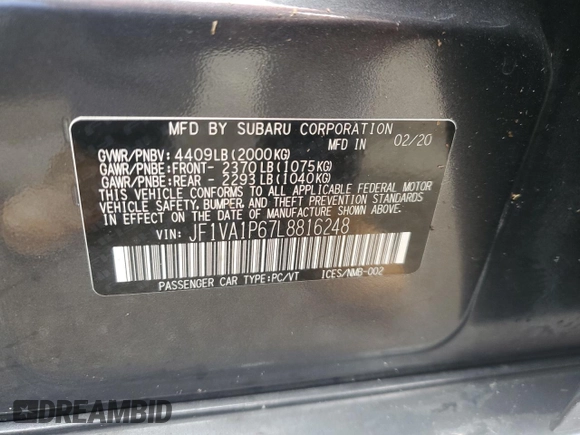 MFD BY SUBARU CORPORATION
MFD IN 02/20
GVWR/PNBV: 4409LB(2000KG)
GAWR/PNBE:FRONT- 2370LB(1075KG)
GAWR/PNBE:REAR - 2293LB(1040KG)
THIS VEHICLE CONFORMS TO ALL APPLICABLE FEDERAL MOTOR
VEHICLE SAFETY, BUMPER, AND THEFT PREVENTION STANDARDS
IN EFFECT ON THE DATE OF MANUFACTURE SHOWN ABOVE.
VIN: JF1VA1P67L8816248
PASSENGER CAR TYPE:PC/VT ICES/NMB-002
DREAMBID